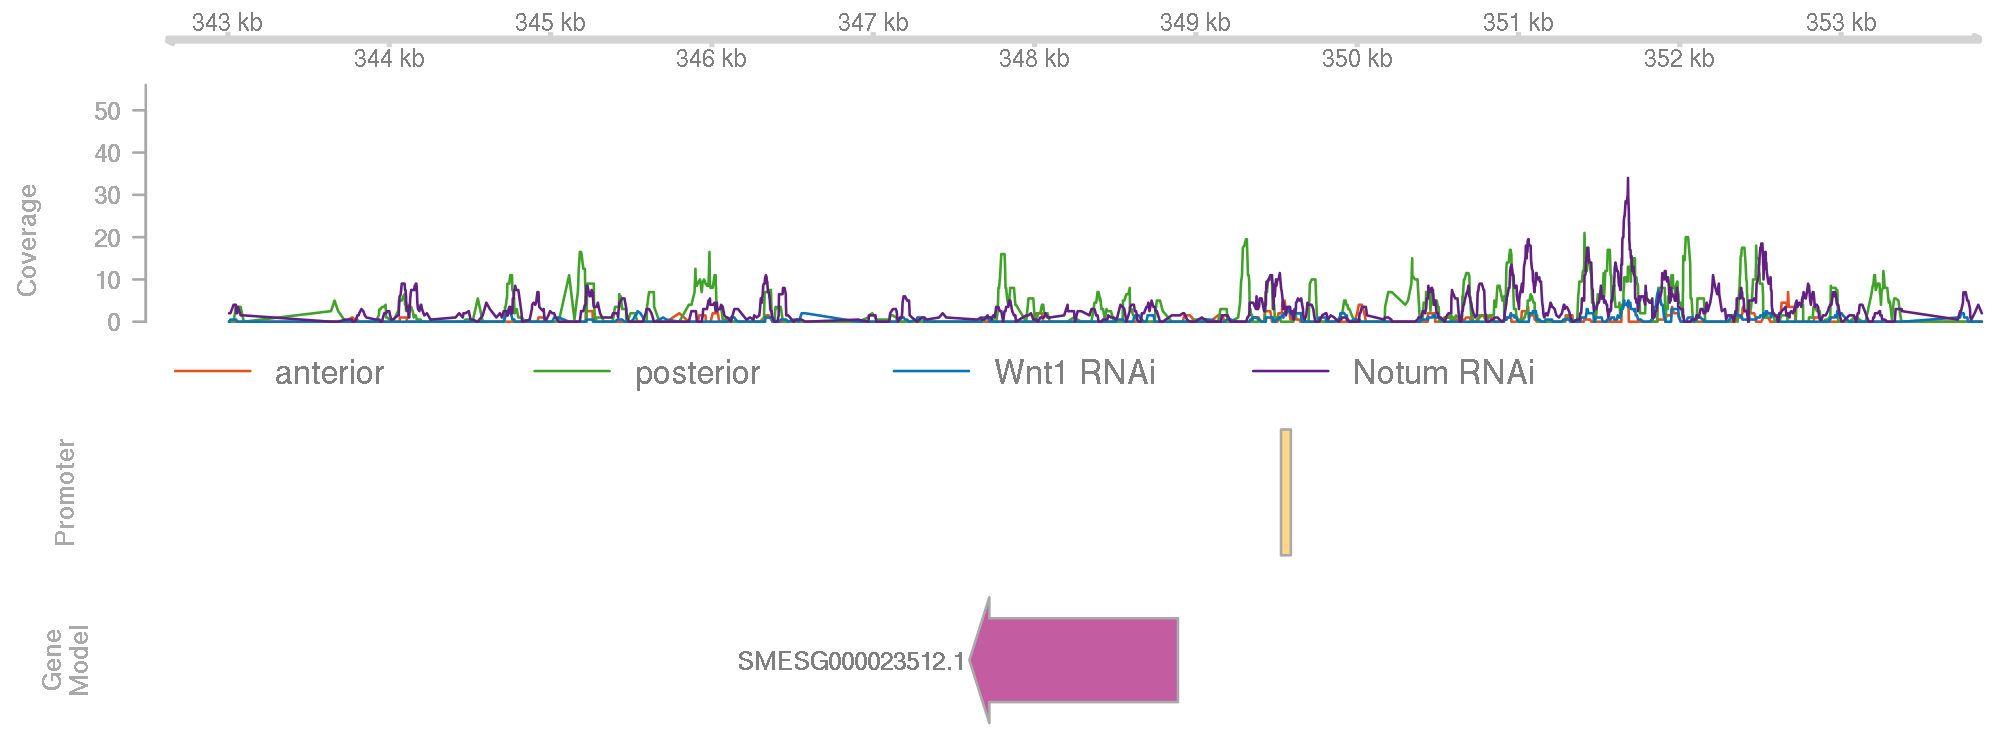 343 kb 345 kb 347 kb 349 kb 351 kb 353 kb
344 kb 346 kb 348 kb 350 kb 352 kb
50
40
30
20
10
0
Coverage
anterior posterior Wnt1 RNAi Notum RNAi
Promoter
Gene
Model
SMESG000023512.1